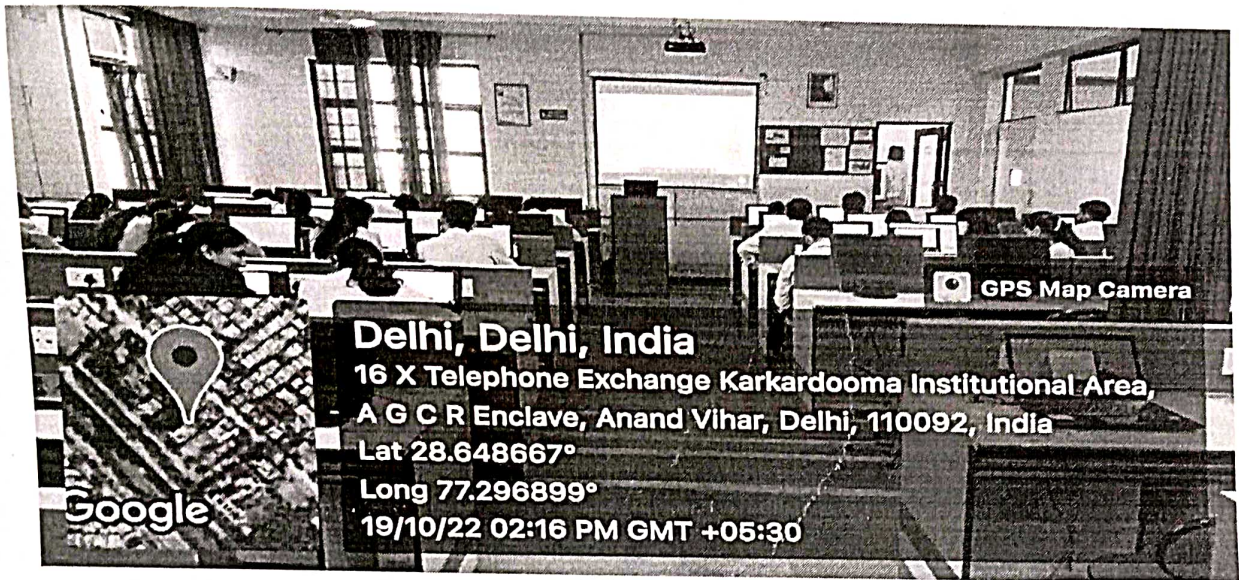 GPS Map Camera
Delhi, Delhi, India
16 X Telephone Exchange Karkardooma Institutional Area,
A G C R Enclave, Anand Vihar, Delhi, 110092, India
Lat 28.648667°
Long 77.296899°
19/10/22 02:16 PM GMT +05:30
Google